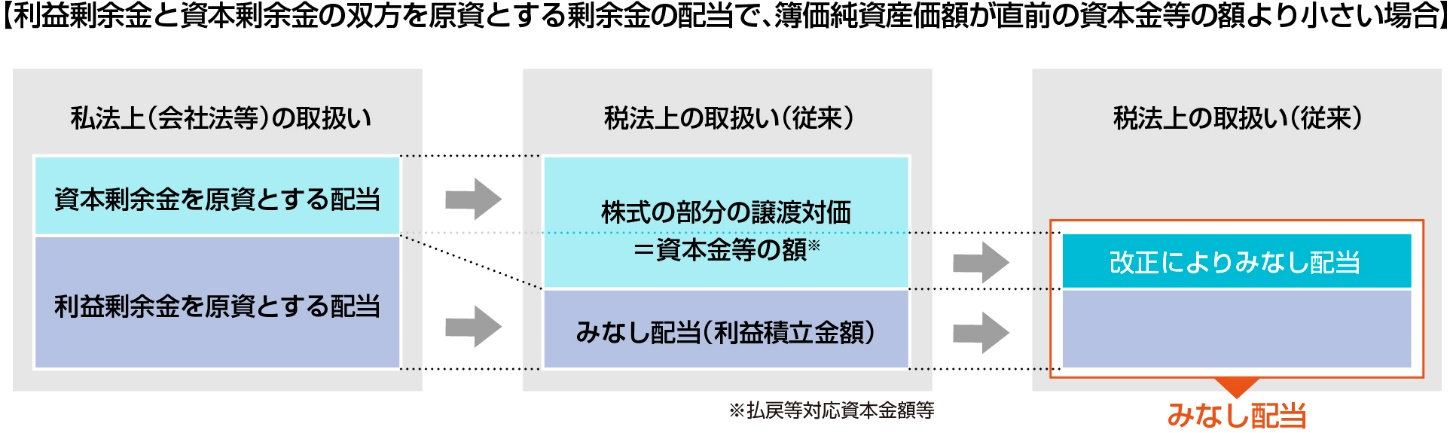 【利益剰余金と資本剰余金の双方を原資とする剰余金の配当で、簿価純資産価額が直前の資本金等の額より小さい場合】
私法上（会社法等）の取扱い
資本剰余金を原資とする配当
利益剰余金を原資とする配当
税法上の取扱い（従来）
株式の部分の譲渡対価
＝資本金等の額※
みなし配当（利益積立金額）
※払戻等対応資本金額等
税法上の取扱い（従来）
改正によりみなし配当
みなし配当